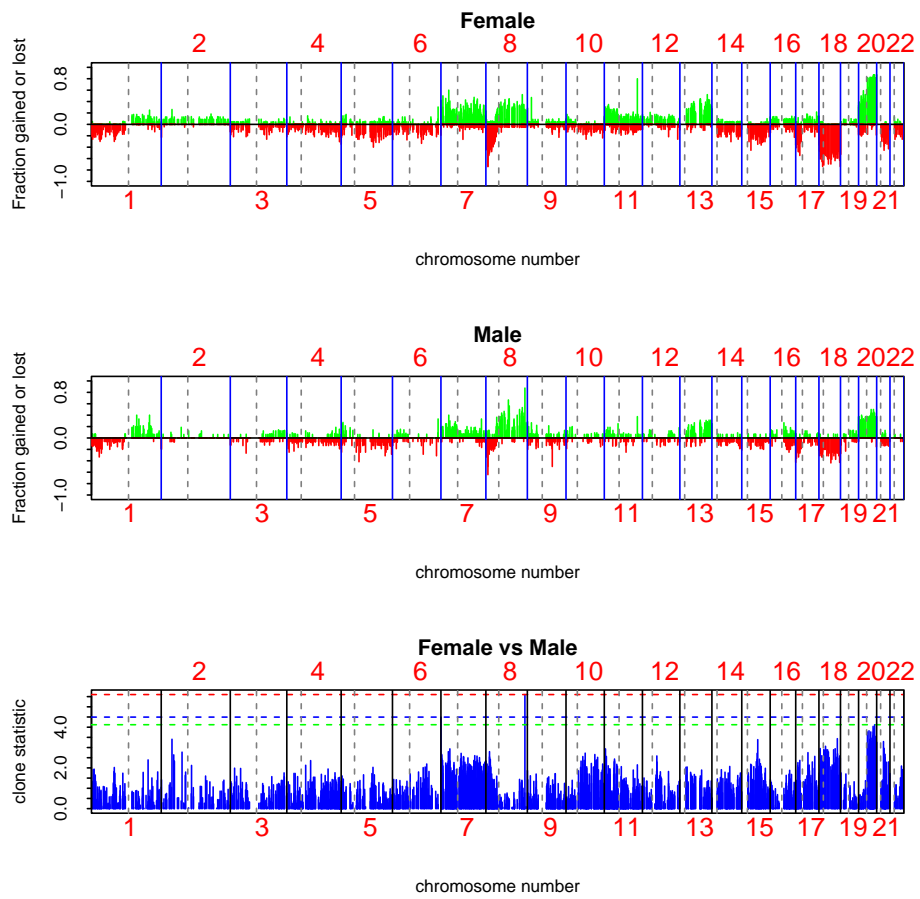 Female
2 4 6 8 10 12 14 16 18 20 22
Fraction gained or lost
0.8
0.0
−1.0
1 3 5 7 9 11 13 15 17 19 21
chromosome number
Male
2 4 6 8 10 12 14 16 18 20 22
Fraction gained or lost
0.8
0.0
−1.0
1 3 5 7 9 11 13 15 17 19 21
chromosome number
Female vs Male
2 4 6 8 10 12 14 16 18 20 22
clone statistic
4.0
2.0
0.0
1 3 5 7 9 11 13 15 17 19 21
chromosome number